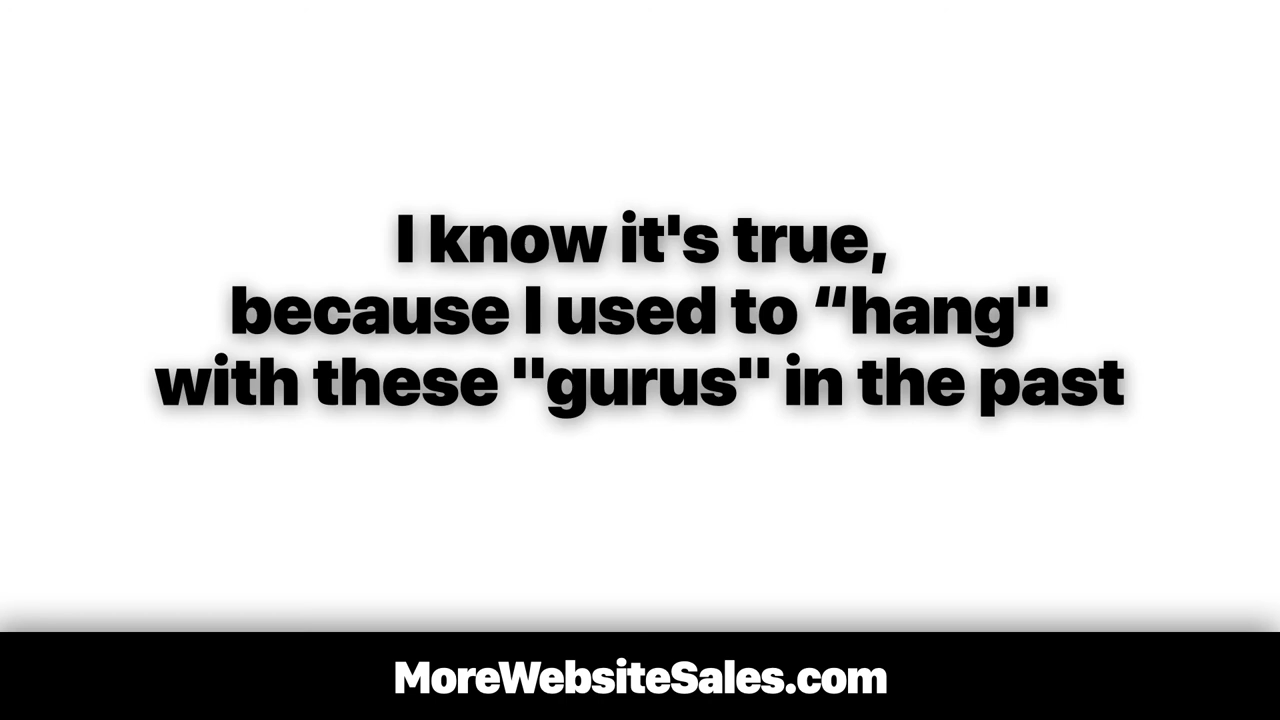 I know it's true,
because I used to “hang"
with these "gurus" in the past
MoreWebsiteSales.com